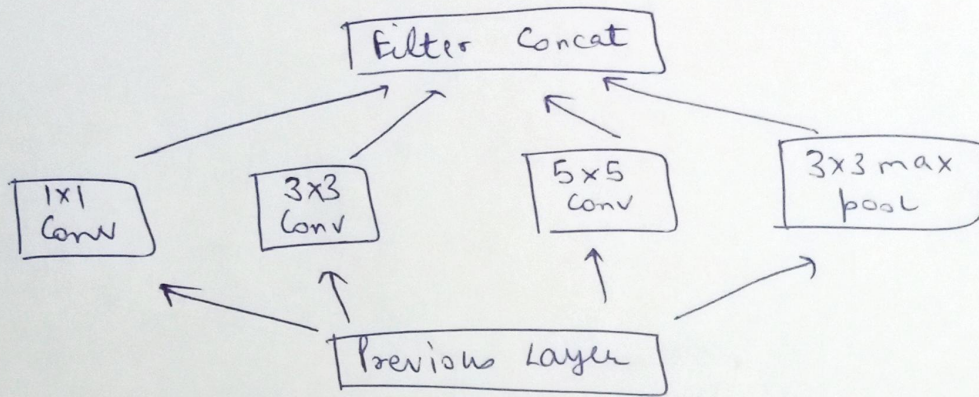 Filter Concat
1x1
Conv
3x3
Conv
5x5
Conv
3x3 max
pool
Previous Layer